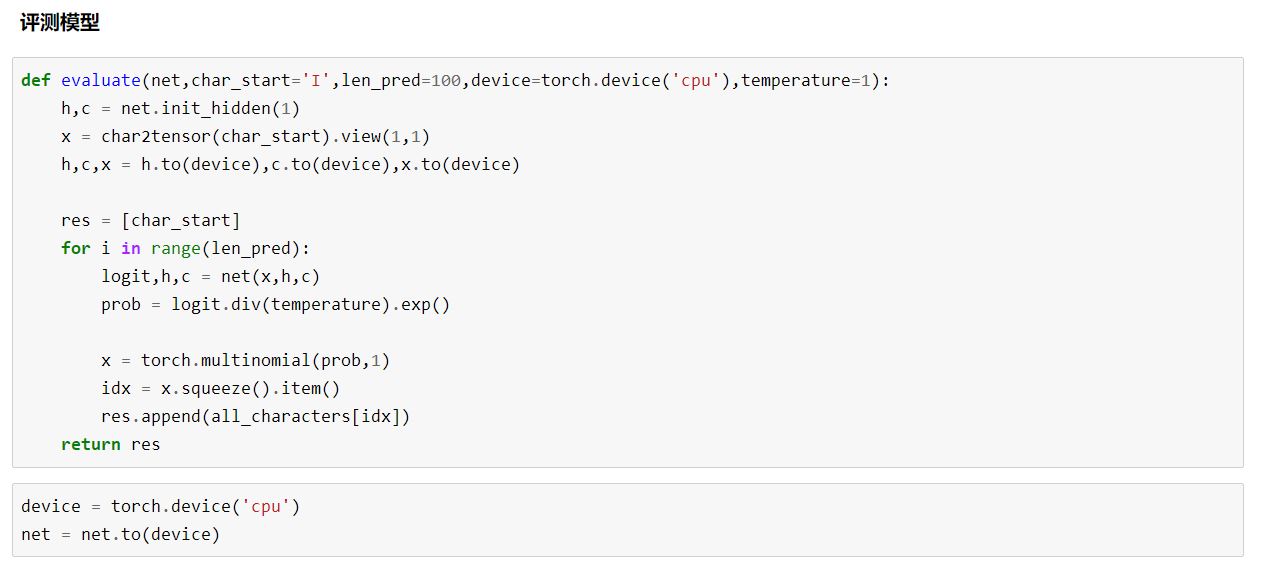 评测模型
def evaluate(net,char_start='I',len_pred=100,device=torch.device('cpu'),temperature=1):
    h,c = net.init_hidden(1)
    x = char2tensor(char_start).view(1,1)
    h,c,x = h.to(device),c.to(device),x.to(device)

    res = [char_start]
    for i in range(len_pred):
        logit,h,c = net(x,h,c)
        prob = logit.div(temperature).exp()

        x = torch.multinomial(prob,1)
        idx = x.squeeze().item()
        res.append(all_characters[idx])
    return res
device = torch.device('cpu')
net = net.to(device)